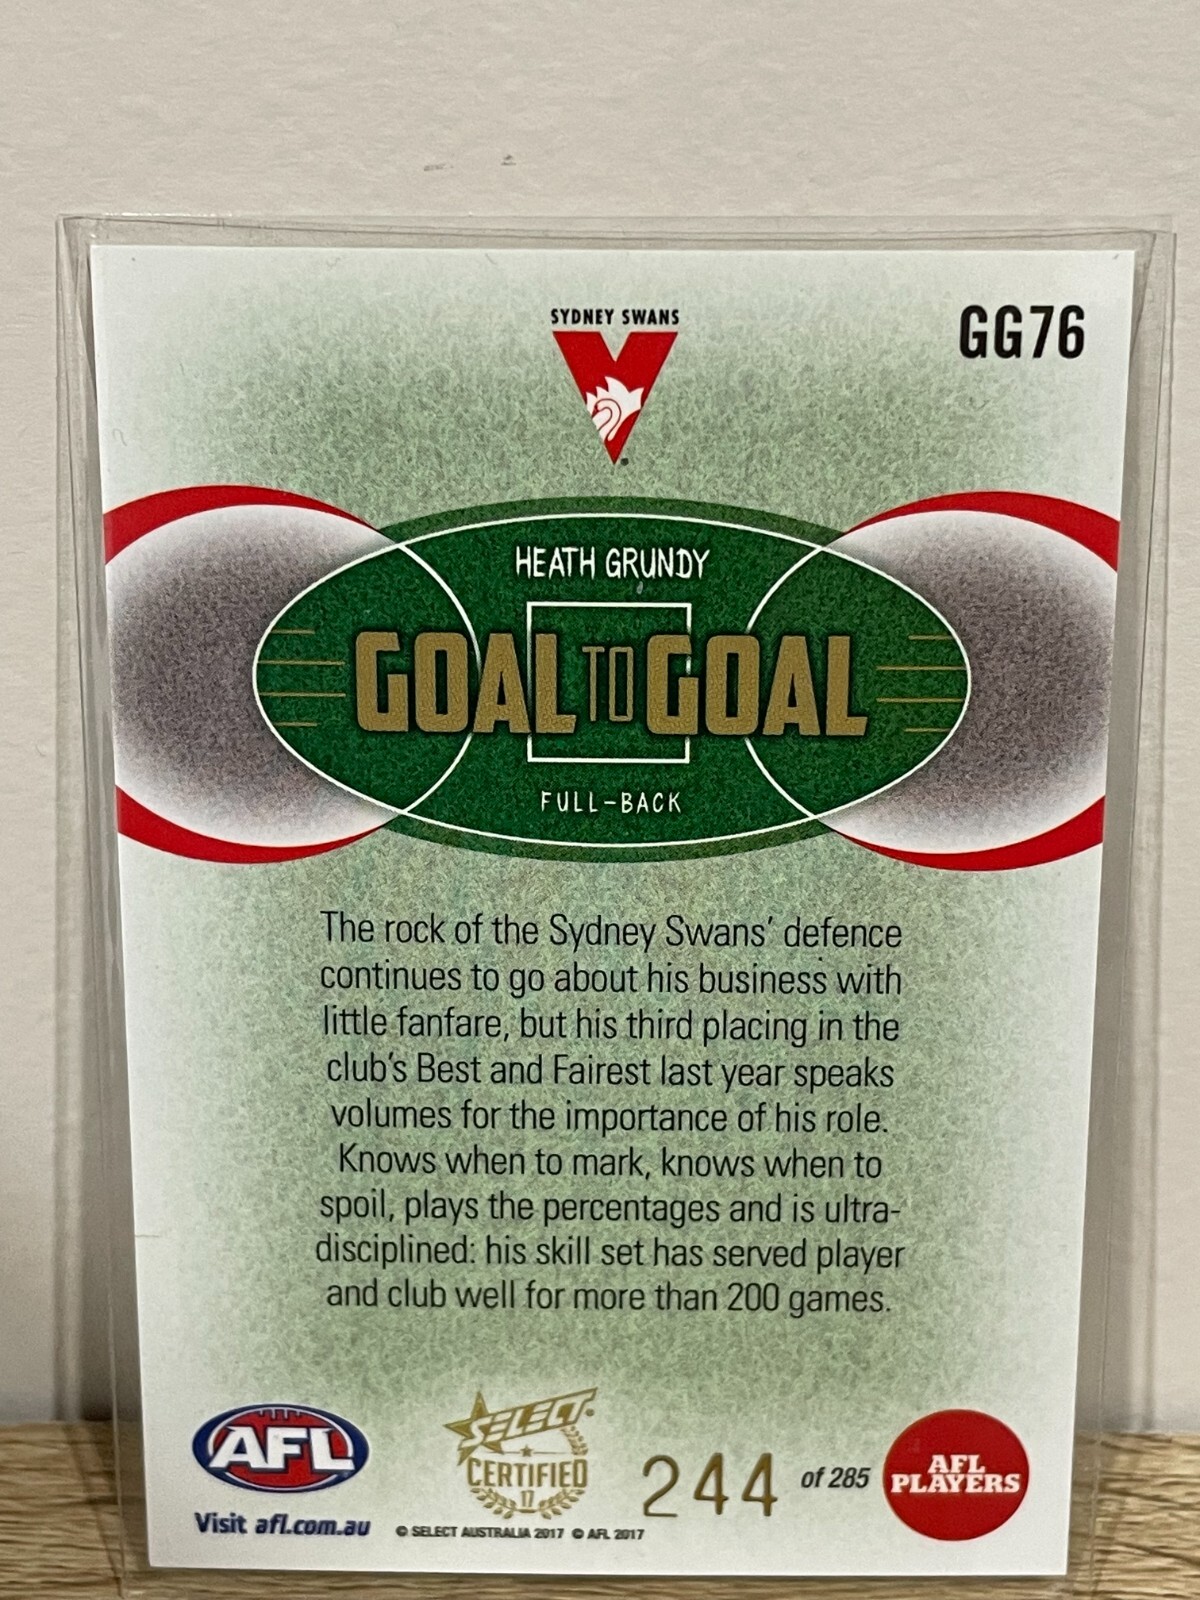 SYDNEY SWANS
GG76
HEATH GRUNDY
GOAL TO GOAL
FULL-BACK
The rock of the Sydney Swans' defence
continues to go about his business with
little fanfare, but his third placing in the
club's Best and Fairest last year speaks
volumes for the importance of his role.
Knows when to mark, knows when to
spoil, plays the percentages and is ultra-
disciplined: his skill set has served player
and club well for more than 200 games.
AFL
Visit afl.com.au
SELECT
CERTIFIED
17
© SELECT AUSTRALIA 2017 © AFL 2017
244 of 285
AFL
PLAYERS